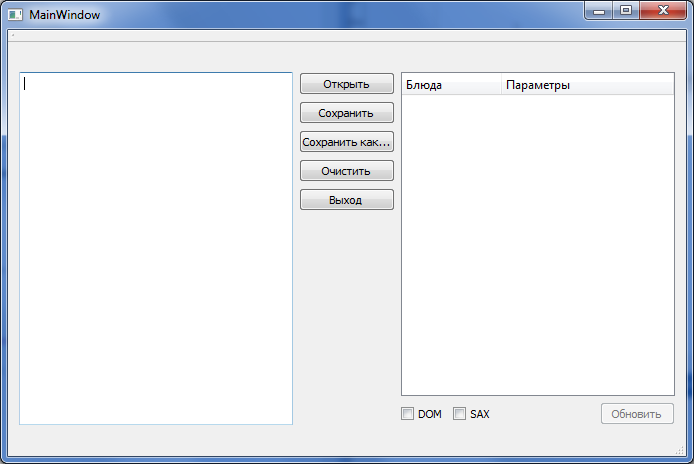 MainWindow
Открыть
Сохранить
Сохранить как...
Очистить
Выход
Блюда Параметры
DOM SAX Обновить